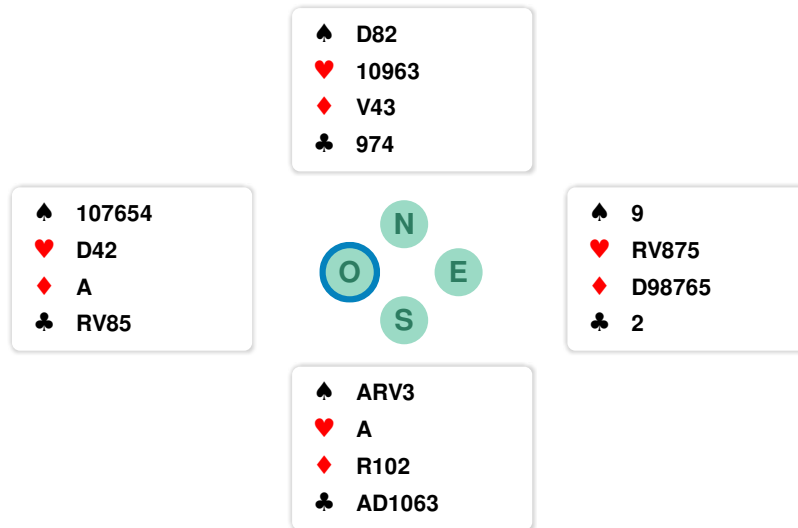 ♠ D82
♥ 10963
♦ V43
♣ 974
♠ 107654
♥ D42
♦ A
♣ RV85
N
O E
S
♠ 9
♥ RV875
♦ D98765
♣ 2
♠ ARV3
♥ A
♦ R102
♣ AD1063